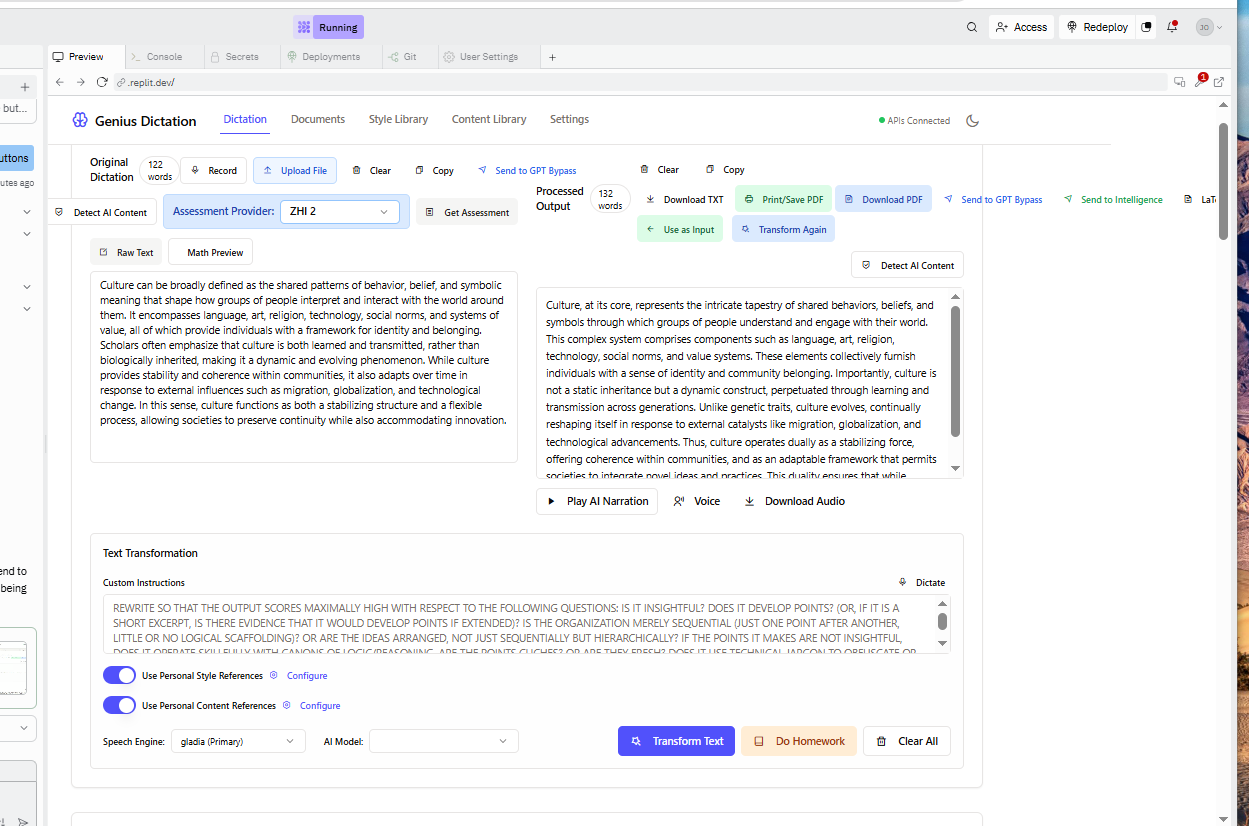 Running
Access
Redeploy
JO
Preview
Console
Secrets
Deployments
Git
User Settings
but...
.replit.dev/
1
Genius Dictation
Dictation
Documents
Style Library
Content Library
Settings
APIs Connected
uttons
utes ago
Original
Dictation
122
words
Record
Upload File
Clear
Copy
Send to GPT Bypass
Detect AI Content
Assessment Provider:
ZHI 2
Get Assessment
Raw Text
Math Preview
Culture can be broadly defined as the shared patterns of behavior, belief, and symbolic
meaning that shape how groups of people interpret and interact with the world around
them. It encompasses language, art, religion, technology, social norms, and systems of
value, all of which provide individuals with a framework for identity and belonging.
Scholars often emphasize that culture is both learned and transmitted, rather than
biologically inherited, making it a dynamic and evolving phenomenon. While culture
provides stability and coherence within communities, it also adapts over time in
response to external influences such as migration, globalization, and technological
change. In this sense, culture functions as both a stabilizing structure and a flexible
process, allowing societies to preserve continuity while also accommodating innovation.
Clear
Copy
Processed
Output
132
words
Download TXT
Print/Save PDF
Download PDF
Send to GPT Bypass
Send to Intelligence
LaT
Use as Input
Transform Again
Detect AI Content
Culture, at its core, represents the intricate tapestry of shared behaviors, beliefs, and
symbols through which groups of people understand and engage with their world.
This complex system comprises components such as language, art, religion,
technology, social norms, and value systems. These elements collectively furnish
individuals with a sense of identity and community belonging. Importantly, culture is
not a static inheritance but a dynamic construct, perpetuated through learning and
transmission across generations. Unlike genetic traits, culture evolves, continually
reshaping itself in response to external catalysts like migration, globalization, and
technological advancements. Thus, culture operates dually as a stabilizing force,
offering coherence within communities, and as an adaptable framework that permits
societies to integrate novel ideas and practices. This duality ensures that while
Play AI Narration
Voice
Download Audio
end to
being
Text Transformation
Custom Instructions
Dictate
REWRITE SO THAT THE OUTPUT SCORES MAXIMALLY HIGH WITH RESPECT TO THE FOLLOWING QUESTIONS: IS IT INSIGHTFUL? DOES IT DEVELOP POINTS? (OR, IF IT IS A
SHORT EXCERPT, IS THERE EVIDENCE THAT IT WOULD DEVELOP POINTS IF EXTENDED)? IS THE ORGANIZATION MERELY SEQUENTIAL (JUST ONE POINT AFTER ANOTHER,
LITTLE OR NO LOGICAL SCAFFOLDING)? OR ARE THE IDEAS ARRANGED, NOT JUST SEQUENTIALLY BUT HIERARCHICALLY? IF THE POINTS IT MAKES ARE NOT INSIGHTFUL,
DOES IT OPERATE SKILLFULLY WITH CANONS OF LOGIC/REASONING. ARE THE POINTS CLICHES? OR ARE THEY FRESH? DOES IT USE TECHNICAL JARGON TO OBFUSCATE OR
Use Personal Style References
Configure
Use Personal Content References
Configure
Speech Engine:
gladia (Primary)
AI Model:
Transform Text
Do Homework
Clear All